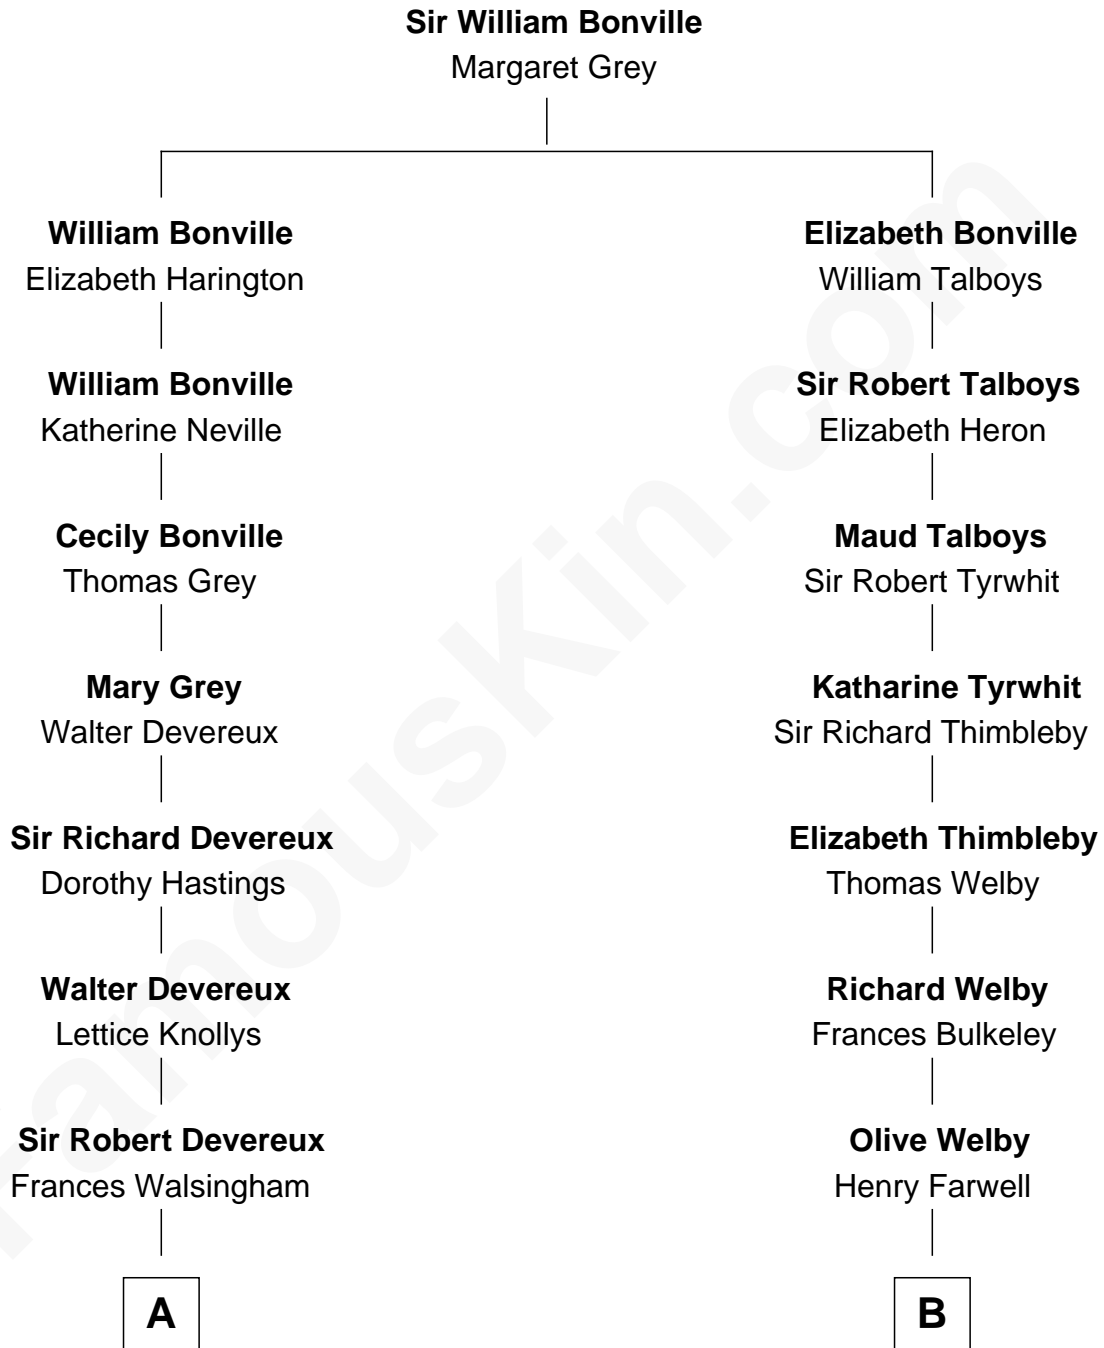 Sir William Bonville
Margaret Grey
William Bonville
Elizabeth Harington
William Bonville
Katherine Neville
Cecily Bonville
Thomas Grey
Mary Grey
Walter Devereux
Sir Richard Devereux
Dorothy Hastings
Walter Devereux
Lettice Knollys
Sir Robert Devereux
Frances Walsingham
A
Elizabeth Bonville
William Talboys
Sir Robert Talboys
Elizabeth Heron
Maud Talboys
Sir Robert Tyrwhit
Katharine Tyrwhit
Sir Richard Thimbleby
Elizabeth Thimbleby
Thomas Welby
Richard Welby
Frances Bulkeley
Olive Welby
Henry Farwell
B
FamousKin.com